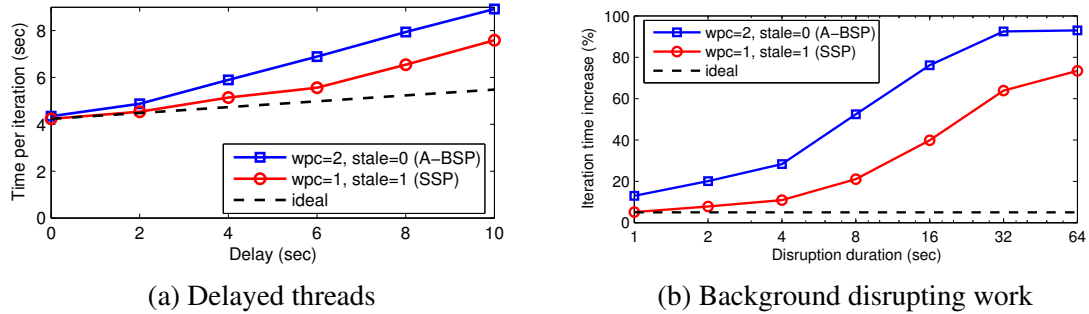 Time per iteration (sec)
8
6
4
2
0
0 2 4 6 8 10
Delay (sec)
wpc=2, stale=0 (A-BSP)
wpc=1, stale=1 (SSP)
ideal
(a) Delayed threads
Iteration time increase (%)
100
80
60
40
20
0
1 2 4 8 16 32 64
Disruption duration (sec)
wpc=2, stale=0 (A-BSP)
wpc=1, stale=1 (SSP)
ideal
(b) Background disrupting work